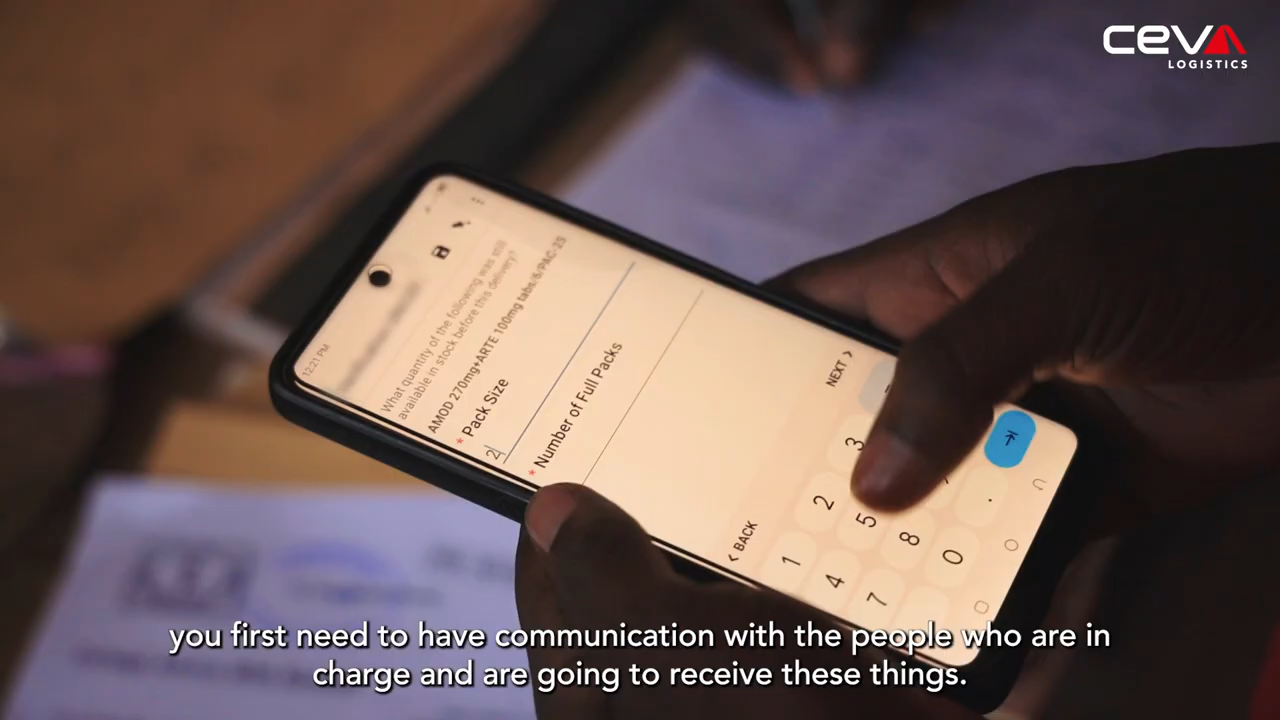 CEVA
LOGISTICS
12:21 PM
What quantity of the following was still
available in stock before this delivery?
AMOD 270mg+ARTE 100mg tabs/6/PAC-25
* Pack Size
2
* Number of Full Packs
< BACK
NEXT >
1 2 3
4 5
7 8
0 .
you first need to have communication with the people who are in
charge and are going to receive these things.